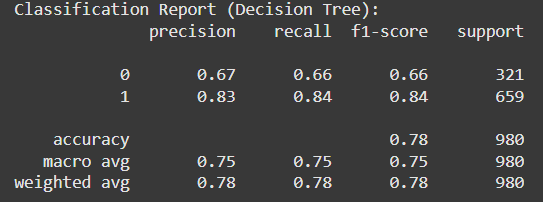 Classification Report (Decision Tree):
precision recall f1-score support
0 0.67 0.66 0.66 321
1 0.83 0.84 0.84 659
accuracy 0.78 980
macro avg 0.75 0.75 0.75 980
weighted avg 0.78 0.78 0.78 980